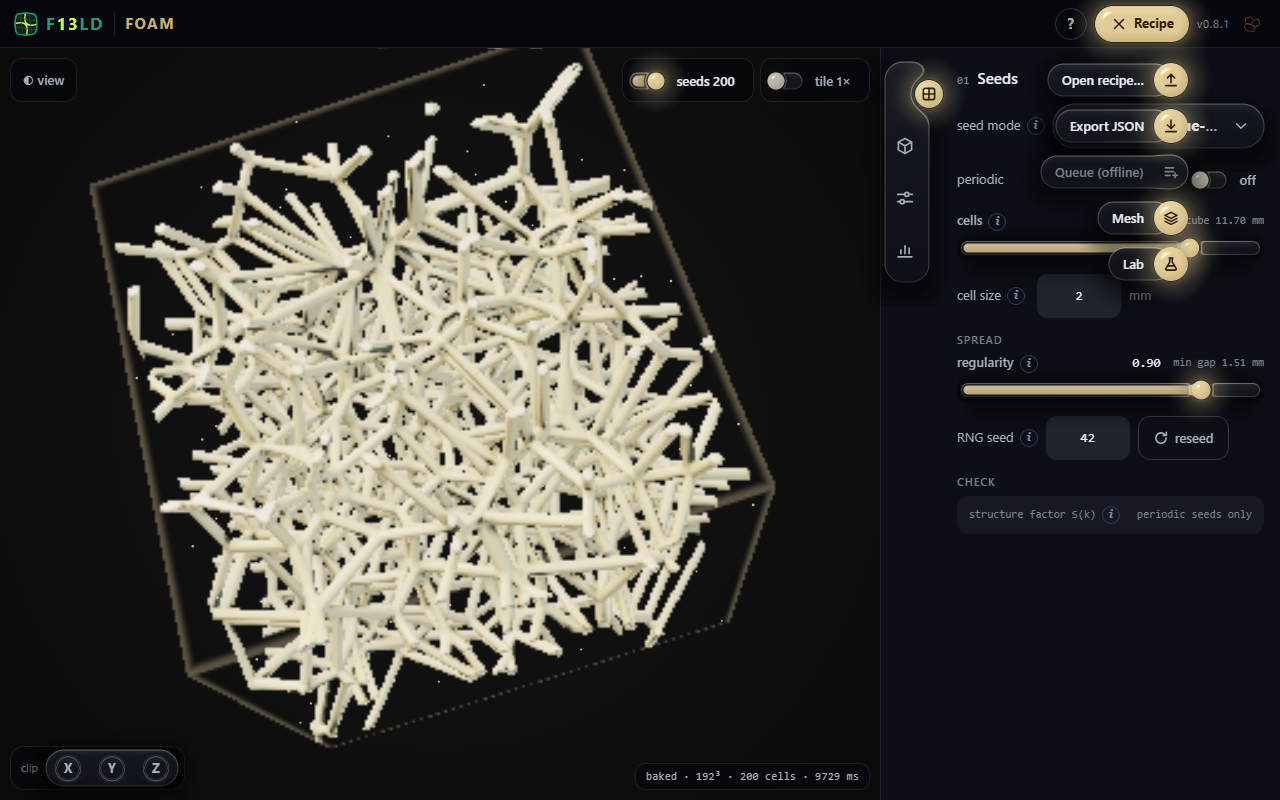 F13LD FOAM
? Recipe v0.8.1
view
seeds 200
tile 1×
01 Seeds
Open recipe...
seed mode i
Export JSON
periodic
Queue (offline)
off
cells i
Mesh
cube 11.70 mm
Lab
cell size i 2 mm
SPREAD
regularity i 0.90 min gap 1.51 mm
RNG seed i 42 reseed
CHECK
structure factor S(k) i periodic seeds only
clip X Y Z
baked · 192³ · 200 cells · 9729 ms